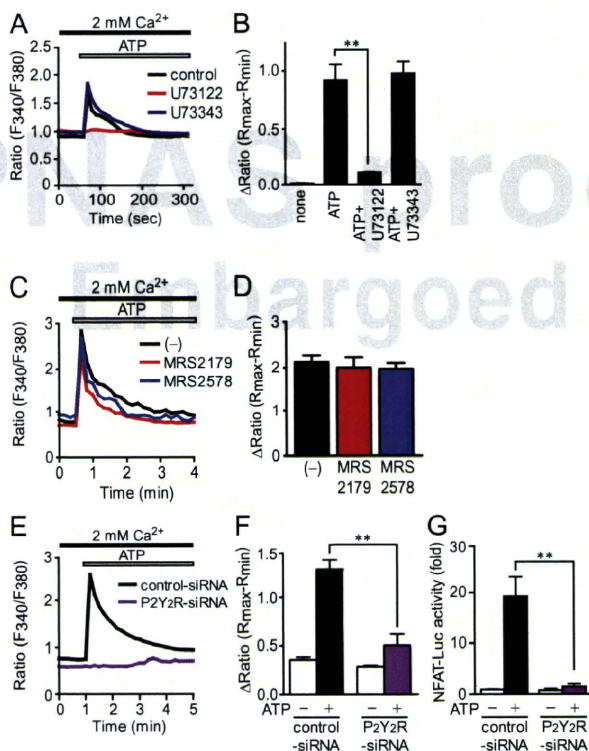 A
2 mM Ca2+
ATP
Ratio (F340/F380)
2.5
2.0
1.5
1.0
0.5
0
control
U73122
U73343
0 100 200 300
Time (sec)
B
ΔRatio (Rmax-Rmin)
1.0
0.5
0.0
**
none
ATP
ATP+
U73122
ATP+
U73343
PNAS proo
Embargoed
C
2 mM Ca2+
ATP
Ratio (F340/F380)
3
2
1
0
(−)
MRS2179
MRS2578
0 1 2 3 4
Time (min)
D
ΔRatio (Rmax-Rmin)
3
2
1
0
(−) MRS MRS
2179 2578
E
2 mM Ca2+
ATP
Ratio (F340/F380)
3
2
1
0
control-siRNA
P2Y2R-siRNA
0 1 2 3 4 5
Time (min)
F
ΔRatio (Rmax-Rmin)
1.5
1.0
0.5
0
**
ATP − + − +
control P2Y2R
-siRNA -siRNA
G
NFAT-Luc activity (fold)
30
20
10
0
**
ATP − + − +
control P2Y2R
-siRNA -siRNA